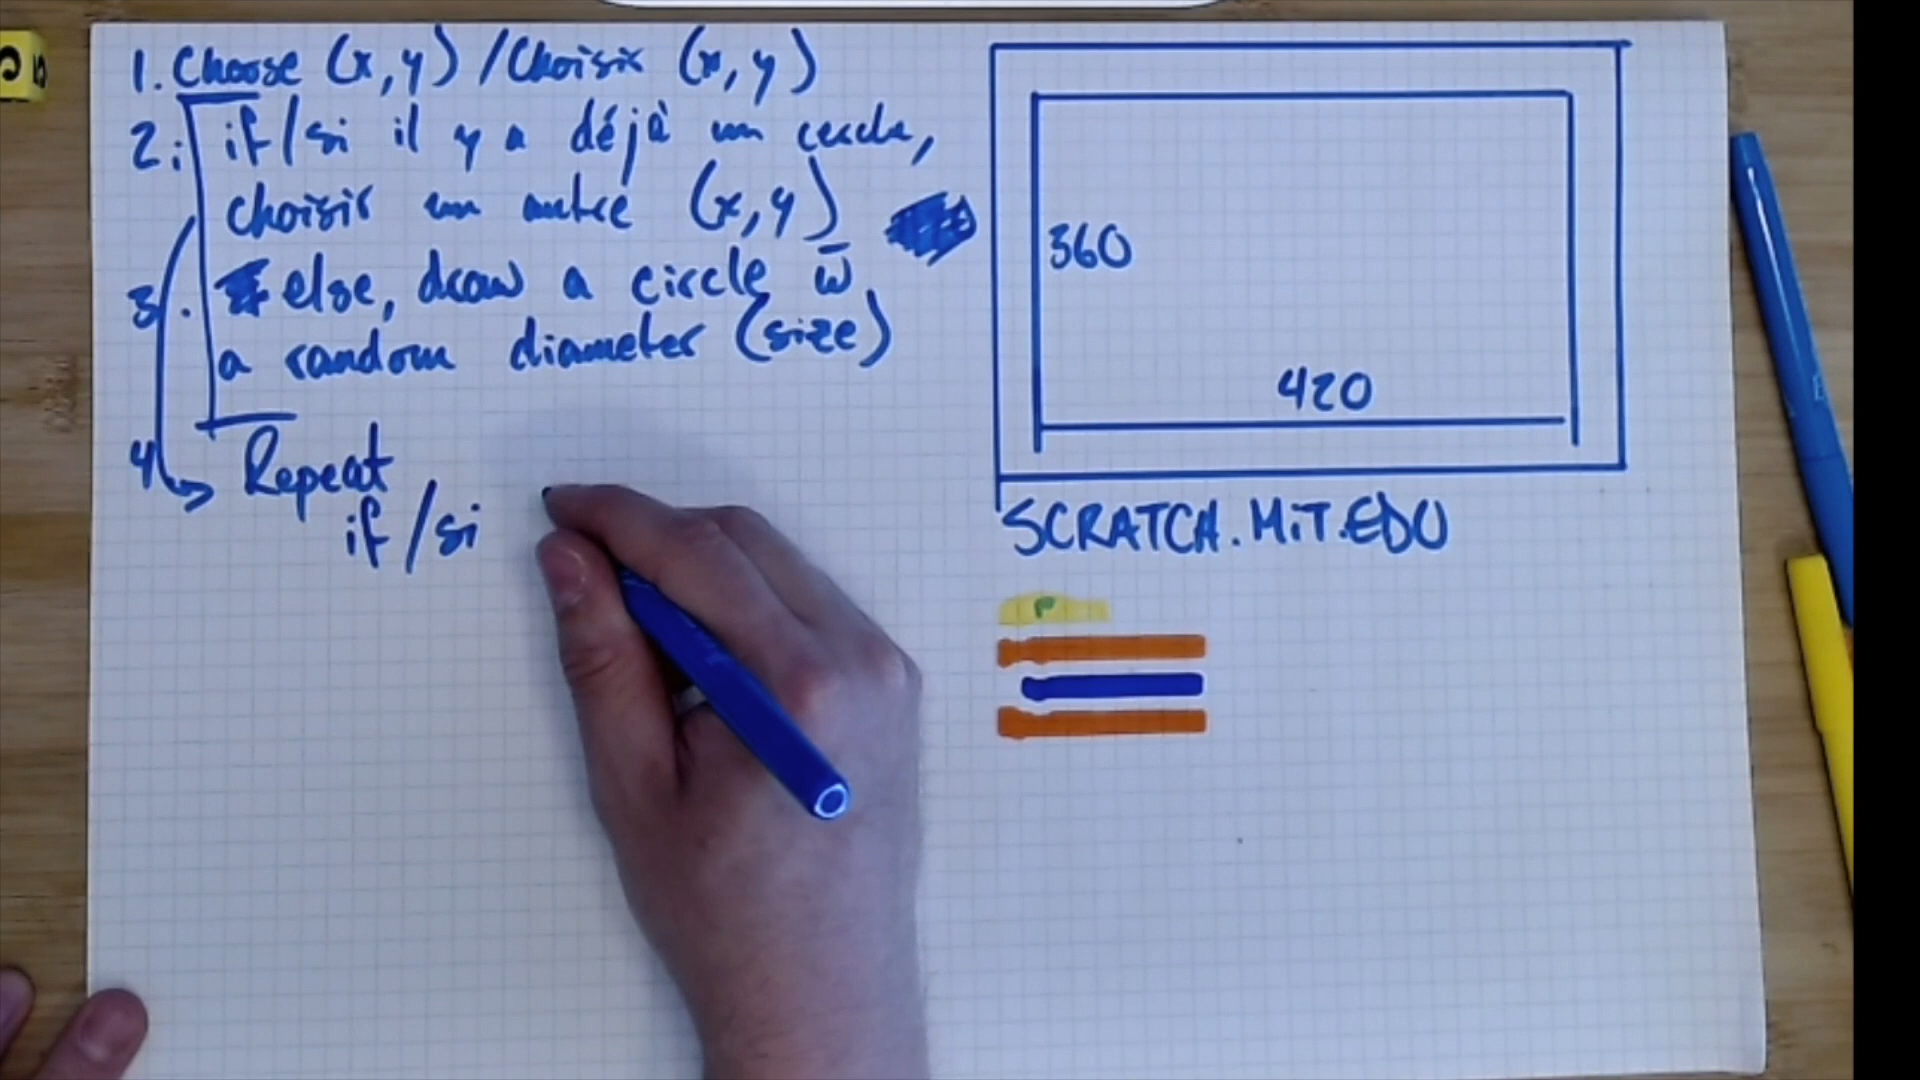 1. Choose (x, y) / Choisir (x, y)
2. if/si il y a déjà un cercle,
choisir un autre (x, y)
3. else, draw a circle w̄
a random diameter (size)
4 → Repeat
if/si
360
420
SCRATCH.MiT.EDU